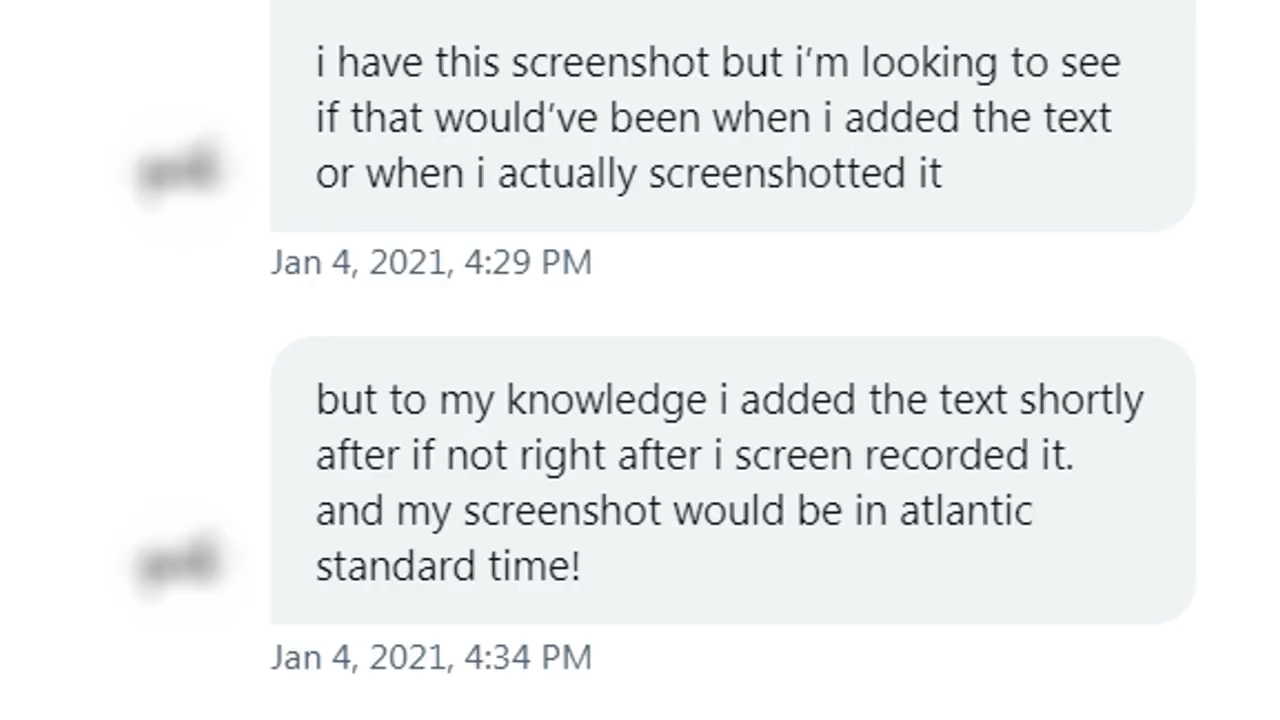 i have this screenshot but i’m looking to see
if that would’ve been when i added the text
or when i actually screenshotted it
Jan 4, 2021, 4:29 PM
but to my knowledge i added the text shortly
after if not right after i screen recorded it.
and my screenshot would be in atlantic
standard time!
Jan 4, 2021, 4:34 PM